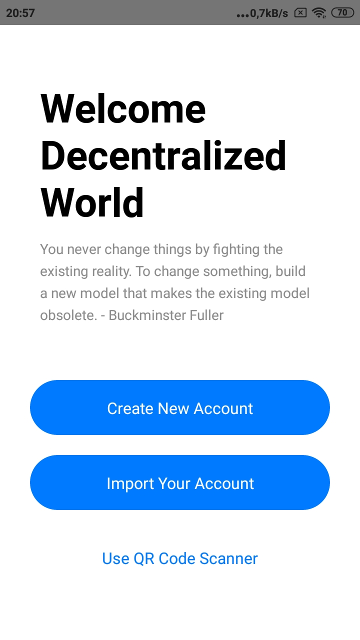 20:57
...0,7kB/s
70
Welcome
Decentralized
World
You never change things by fighting the
existing reality. To change something, build
a new model that makes the existing model
obsolete. - Buckminster Fuller
Create New Account
Import Your Account
Use QR Code Scanner